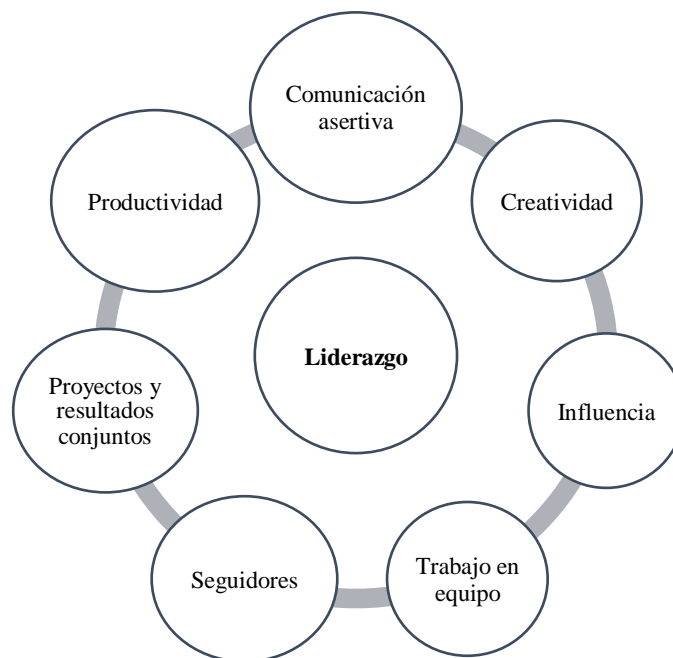 Comunicación
asertiva
Creatividad
Influencia
Trabajo en
equipo
Seguidores
Proyectos y
resultados
conjuntos
Productividad
Liderazgo